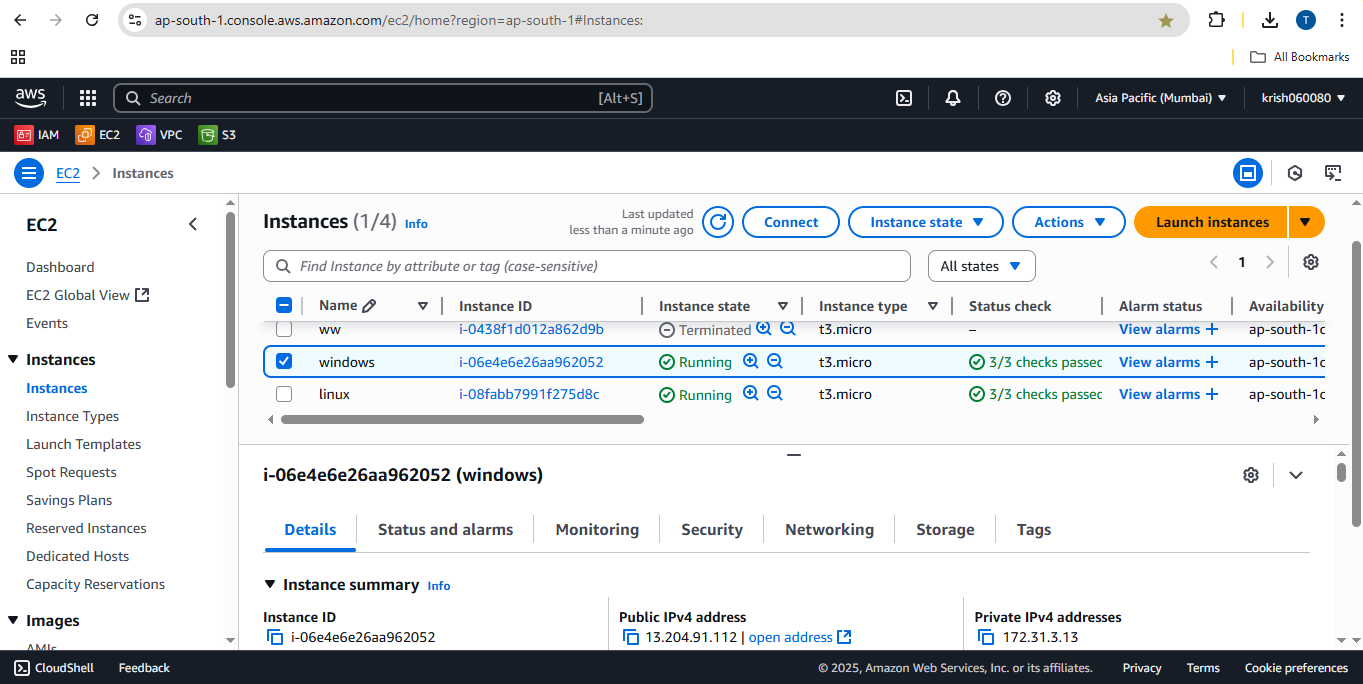 ap-south-1.console.aws.amazon.com/ec2/home?region=ap-south-1#Instances:
T
All Bookmarks
aws
Search
[Alt+S]
Asia Pacific (Mumbai)
krish060080
IAM
EC2
VPC
S3
EC2
Instances
EC2
Dashboard
EC2 Global View
Events
Instances
Instances
Instance Types
Launch Templates
Spot Requests
Savings Plans
Reserved Instances
Dedicated Hosts
Capacity Reservations
Images
AMIs
Instances (1/4) Info
Last updated
less than a minute ago
Connect
Instance state
Actions
Launch instances
Find Instance by attribute or tag (case-sensitive)
All states
1
Name Instance ID Instance state Instance type Status check Alarm status Availability
ww i-0438f1d012a862d9b Terminated t3.micro – View alarms + ap-south-1c
windows i-06e4e6e26aa962052 Running t3.micro 3/3 checks passec View alarms + ap-south-1c
linux i-08fabb7991f275d8c Running t3.micro 3/3 checks passec View alarms + ap-south-1c
i-06e4e6e26aa962052 (windows)
Details Status and alarms Monitoring Security Networking Storage Tags
Instance summary Info
Instance ID
i-06e4e6e26aa962052
Public IPv4 address
13.204.91.112 | open address
Private IPv4 addresses
172.31.3.13
CloudShell Feedback © 2025, Amazon Web Services, Inc. or its affiliates. Privacy Terms Cookie preferences